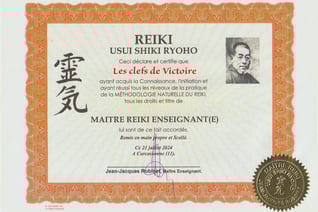 REIKI
USUI SHIKI RYOHO
Ceci déclare et certifie que
Les clefs de Victoire
ayant acquis la Connaissance, l'initiation et
ayant réussi tous les niveaux de la pratique
de la MÉTHODOLOGIE NATURELLE DU REIKI,
tous les droits et titre de
靈氣
MAITRE REIKI ENSEIGNANT(E)
lui sont de ce fait accordés.
Remis en main propre et Scellé.
Ce 21 juillet 2024
A Carcassonne (11).
Jean-Jacques Robinet, Maître Enseignant.